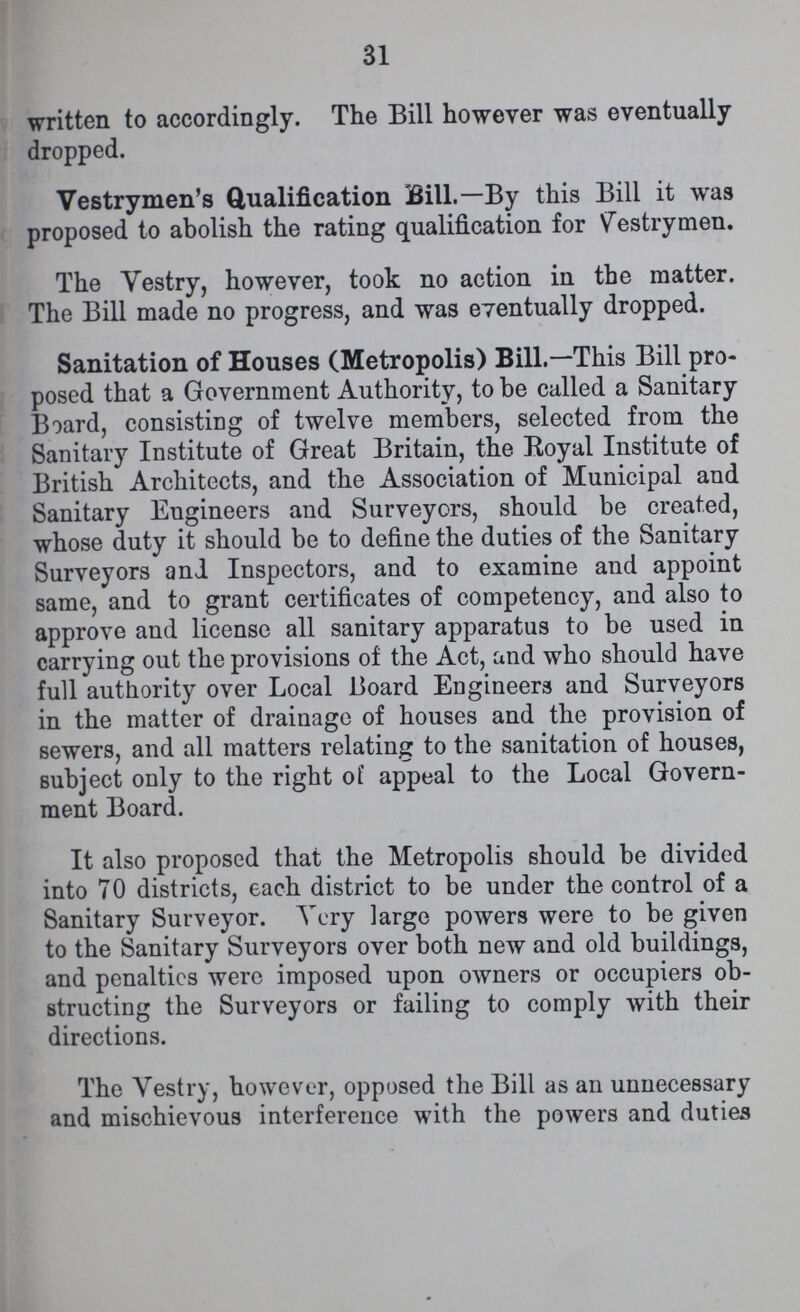 31
written to accordingly. The Bill however was eventually
dropped.
Vestrymen's Qualification Bill.—By this Bill it was
proposed to abolish the rating qualification for Vestrymen.
The Vestry, however, took no action in the matter.
The Bill made no progress, and was eventually dropped.
Sanitation of Houses (Metropolis) Bill.—This Bill pro-
posed that a Government Authority, to be called a Sanitary
Board, consisting of twelve members, selected from the
Sanitary Institute of Great Britain, the Royal Institute of
British Architects, and the Association of Municipal and
Sanitary Engineers and Surveyors, should be created,
whose duty it should be to define the duties of the Sanitary
Surveyors and Inspectors, and to examine and appoint
same, and to grant certificates of competency, and also to
approve and license all sanitary apparatus to be used in
carrying out the provisions of the Act, and who should have
full authority over Local Board Engineers and Surveyors
in the matter of drainage of houses and the provision of
sewers, and all matters relating to the sanitation of houses,
subject only to the right of appeal to the Local Govern-
ment Board.
It also proposed that the Metropolis should be divided
into 70 districts, each district to be under the control of a
Sanitary Surveyor. Very large powers were to be given
to the Sanitary Surveyors over both new and old buildings,
and penalties were imposed upon owners or occupiers ob-
structing the Surveyors or failing to comply with their
directions.
The Vestry, however, opposed the Bill as an unnecessary
and mischievous interference with the powers and duties